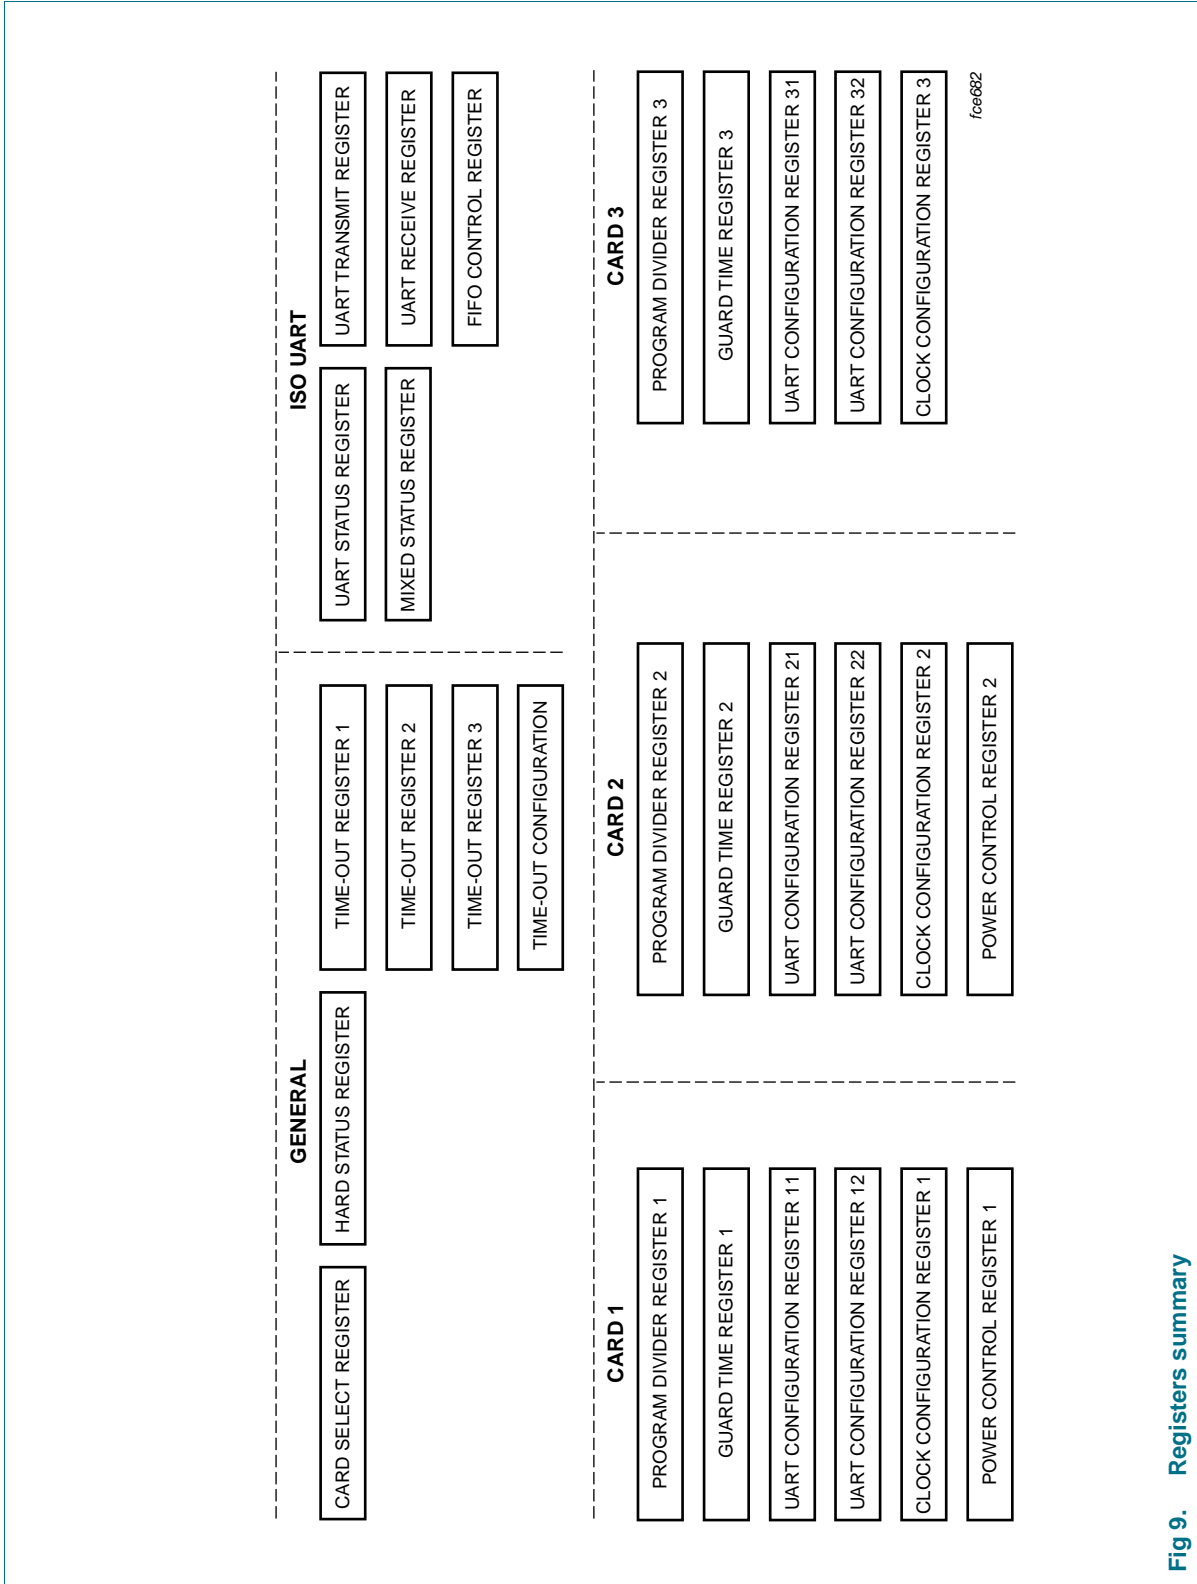 GENERAL
CARD SELECT REGISTER
HARD STATUS REGISTER
TIME-OUT REGISTER 1
TIME-OUT REGISTER 2
TIME-OUT REGISTER 3
TIME-OUT CONFIGURATION
ISO UART
UART STATUS REGISTER
MIXED STATUS REGISTER
UART TRANSMIT REGISTER
UART RECEIVE REGISTER
FIFO CONTROL REGISTER
CARD 1
PROGRAM DIVIDER REGISTER 1
GUARD TIME REGISTER 1
UART CONFIGURATION REGISTER 11
UART CONFIGURATION REGISTER 12
CLOCK CONFIGURATION REGISTER 1
POWER CONTROL REGISTER 1
CARD 2
PROGRAM DIVIDER REGISTER 2
GUARD TIME REGISTER 2
UART CONFIGURATION REGISTER 21
UART CONFIGURATION REGISTER 22
CLOCK CONFIGURATION REGISTER 2
POWER CONTROL REGISTER 2
CARD 3
PROGRAM DIVIDER REGISTER 3
GUARD TIME REGISTER 3
UART CONFIGURATION REGISTER 31
UART CONFIGURATION REGISTER 32
CLOCK CONFIGURATION REGISTER 3
fce682
Fig 9. Registers summary